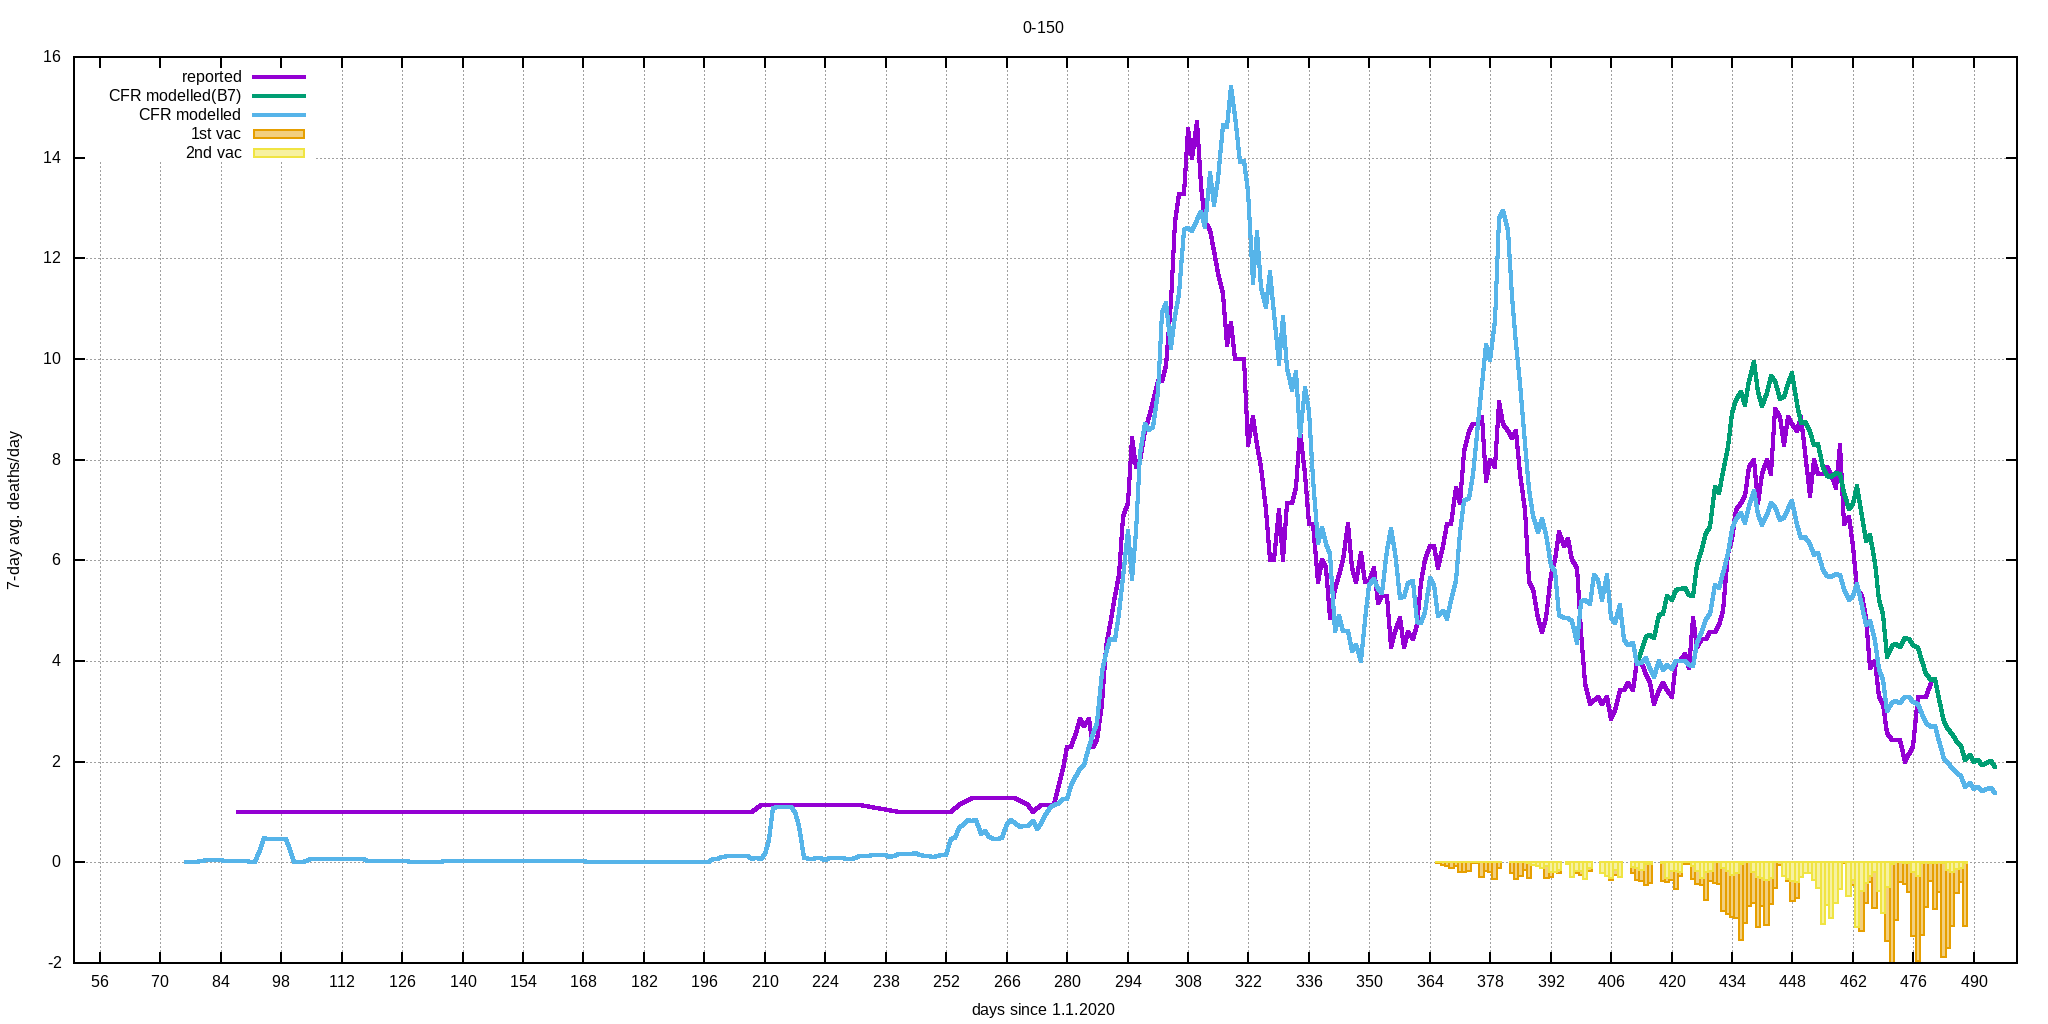 0-150
reported
CFR modelled(B7)
CFR modelled
1st vac
2nd vac
16
14
12
10
8
6
4
2
0
-2
7-day avg. deaths/day
56 70 84 98 112 126 140 154 168 182 196 210 224 238 252 266 280 294 308 322 336 350 364 378 392 406 420 434 448 462 476 490
days since 1.1.2020